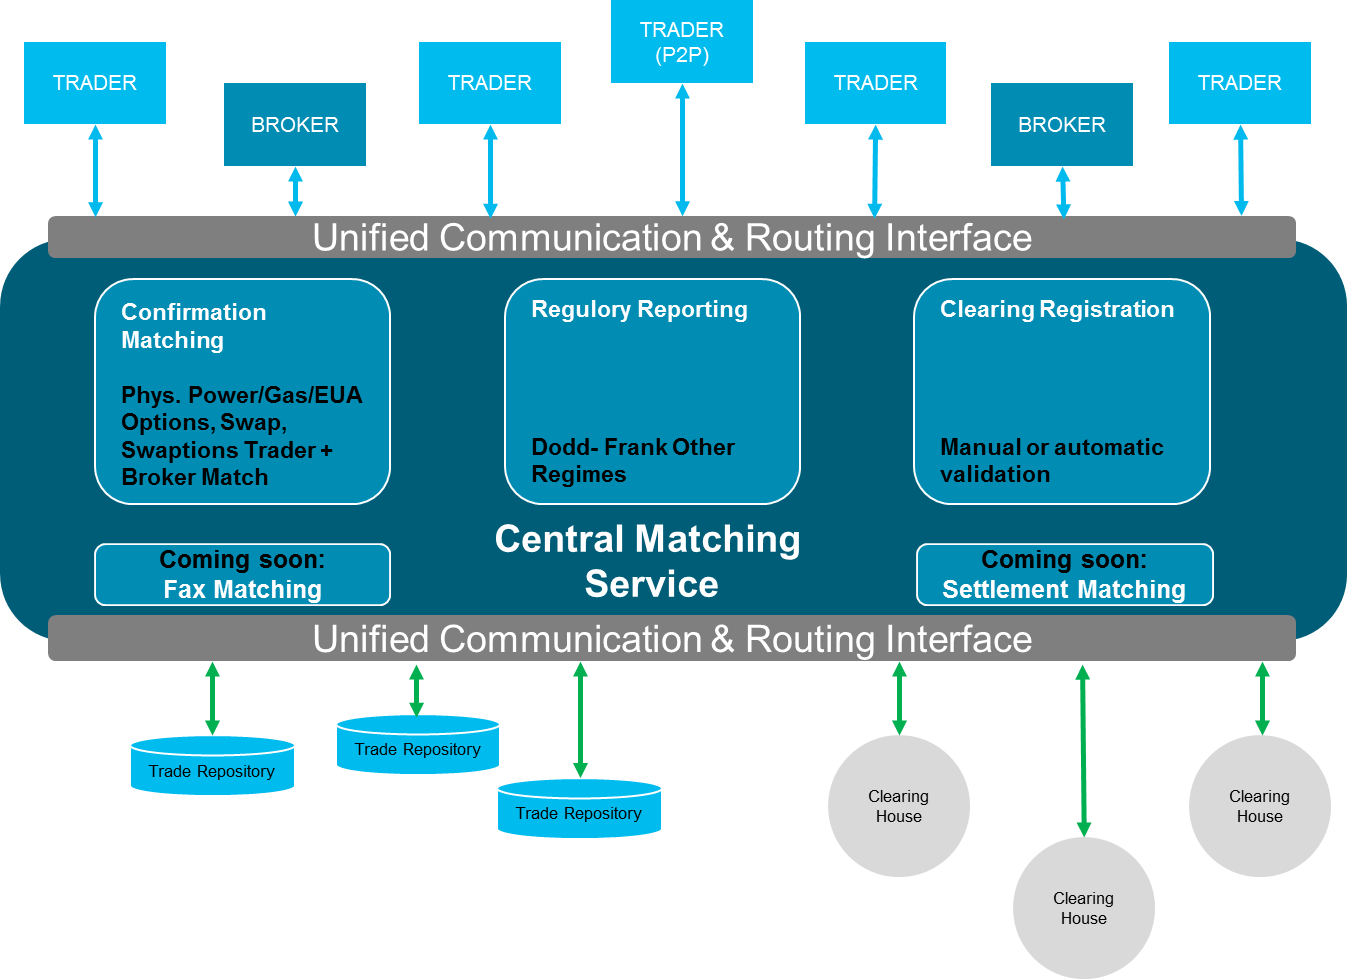 TRADER
BROKER
TRADER
TRADER
(P2P)
TRADER
BROKER
TRADER
Unified Communication & Routing Interface
Confirmation
Matching
Phys. Power/Gas/EUA
Options, Swap,
Swaptions Trader +
Broker Match
Regulory Reporting
Dodd- Frank Other
Regimes
Clearing Registration
Manual or automatic
validation
Central Matching
Service
Coming soon:
Fax Matching
Coming soon:
Settlement Matching
Unified Communication & Routing Interface
Trade Repository
Trade Repository
Trade Repository
Clearing
House
Clearing
House
Clearing
House